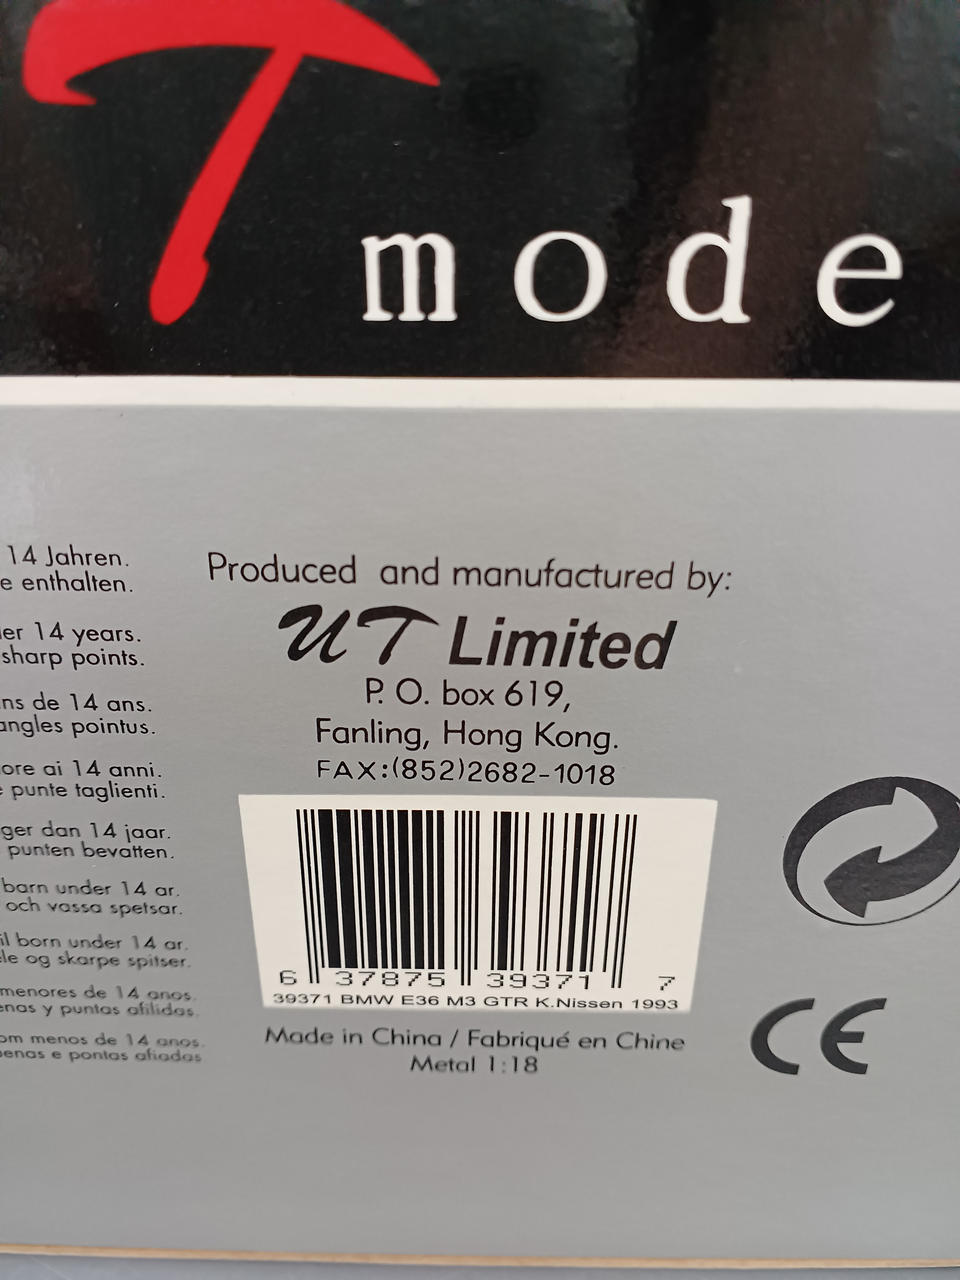 T
mode
14 Jahren.
enthalten.
14 years.
sharp points.
de 14 ans.
angles pointus.
ai 14 anni.
punte taglienti.
dan 14 jaar.
punten bevatten.
barn under 14 ar.
och vassa spetsar.
born under 14 ar.
og skarpe spitser.
menores de 14 anos.
y puntas afilidas.
menos de 14 anos.
e pontas afiadas
Produced and manufactured by:
UT Limited
P. O. box 619,
Fanling, Hong Kong.
FAX:(852)2682-1018
6 37875 39371 7
39371 BMW E36 M3 GTR K.Nissen 1993
Made in China / Fabriqué en Chine
Metal 1:18
CE